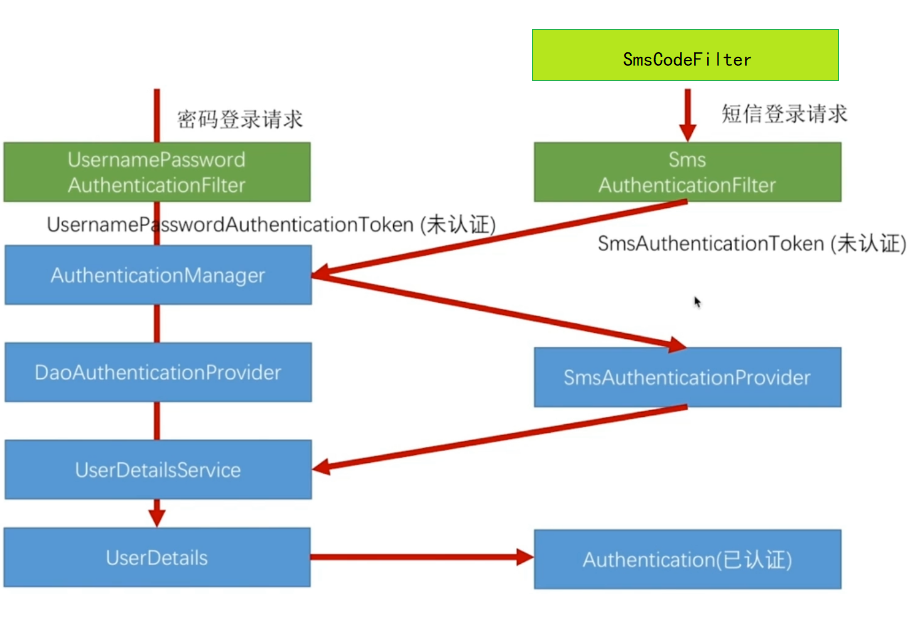 SmsCodeFilter
密码登录请求
短信登录请求
UsernamePassword
AuthenticationFilter
Sms
AuthenticationFilter
UsernamePasswordAuthenticationToken (未认证)
SmsAuthenticationToken (未认证)
AuthenticationManager
DaoAuthenticationProvider
SmsAuthenticationProvider
UserDetailsService
UserDetails
Authentication(已认证)